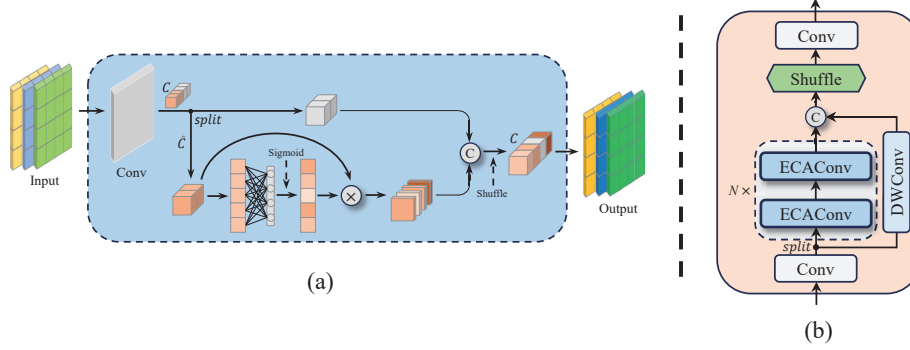 Input
Conv
C
split
Ĉ
Sigmoid
×
C
Shuffle
C
Output
(a)
Conv
Shuffle
C
ECAConv
N×
ECAConv
DWConv
split
Conv
(b)